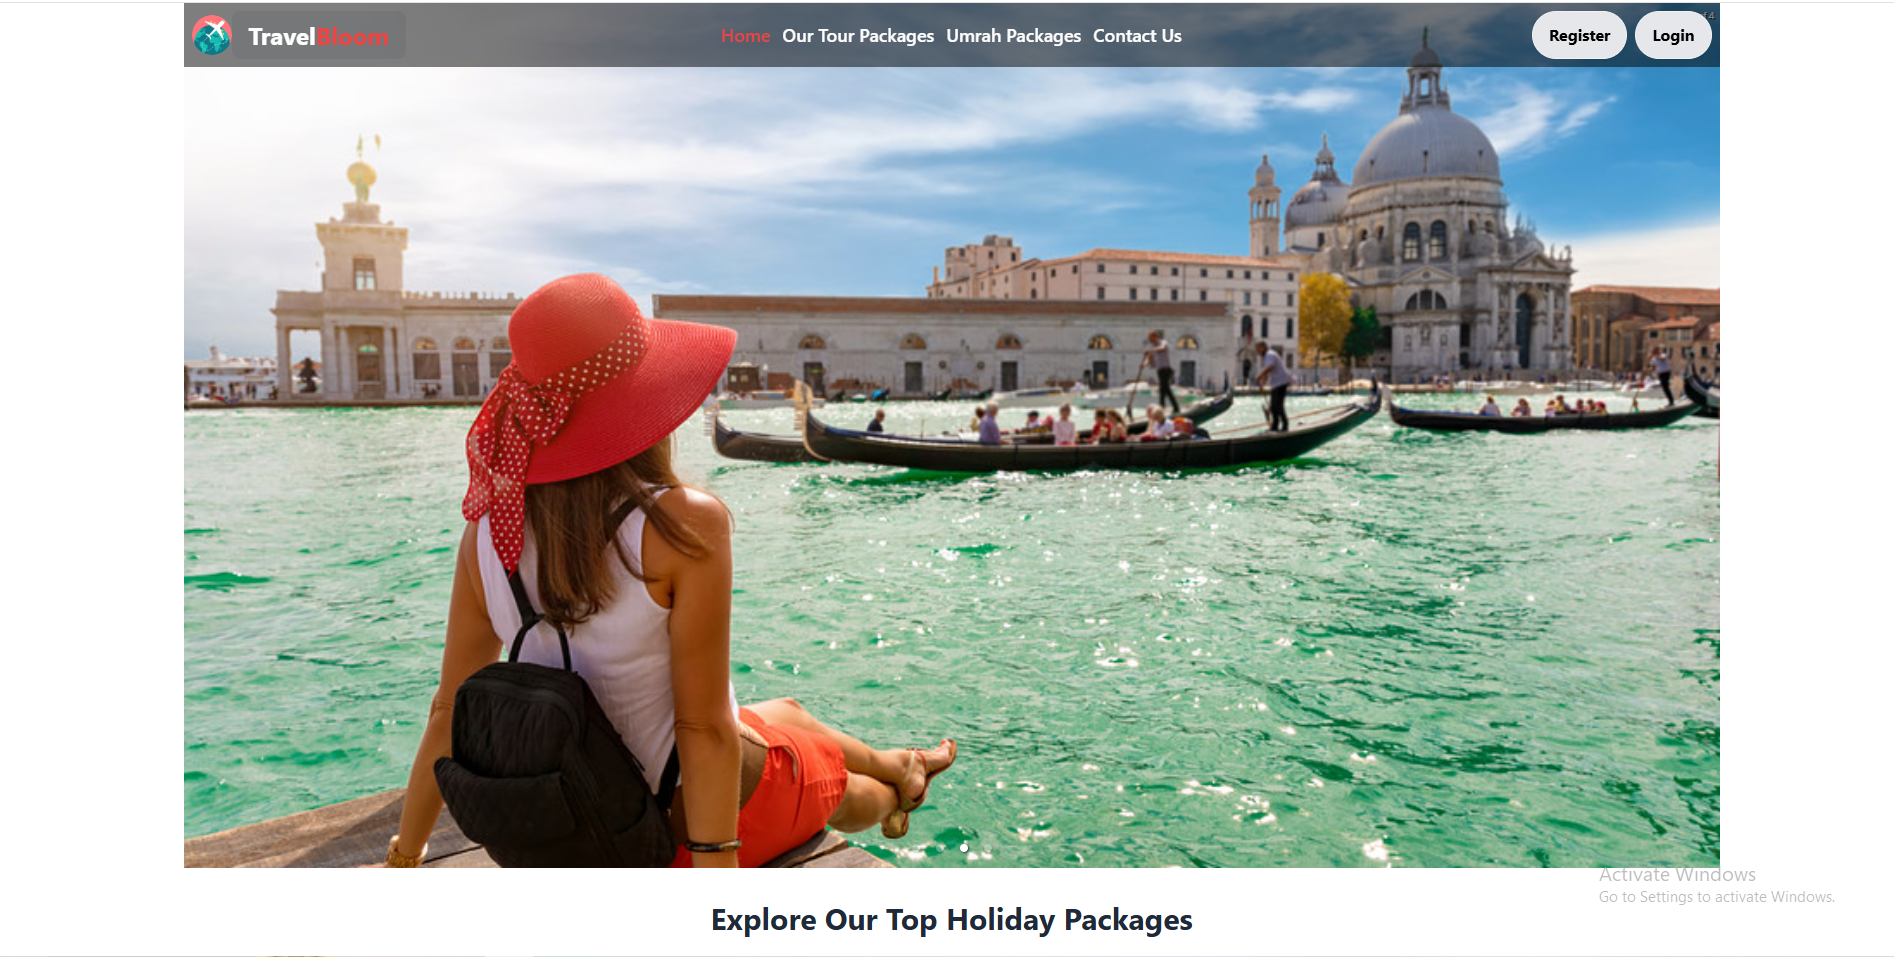 TravelBloom
Home Our Tour Packages Umrah Packages Contact Us
Register Login
Activate Windows
Go to Settings to activate Windows.
Explore Our Top Holiday Packages